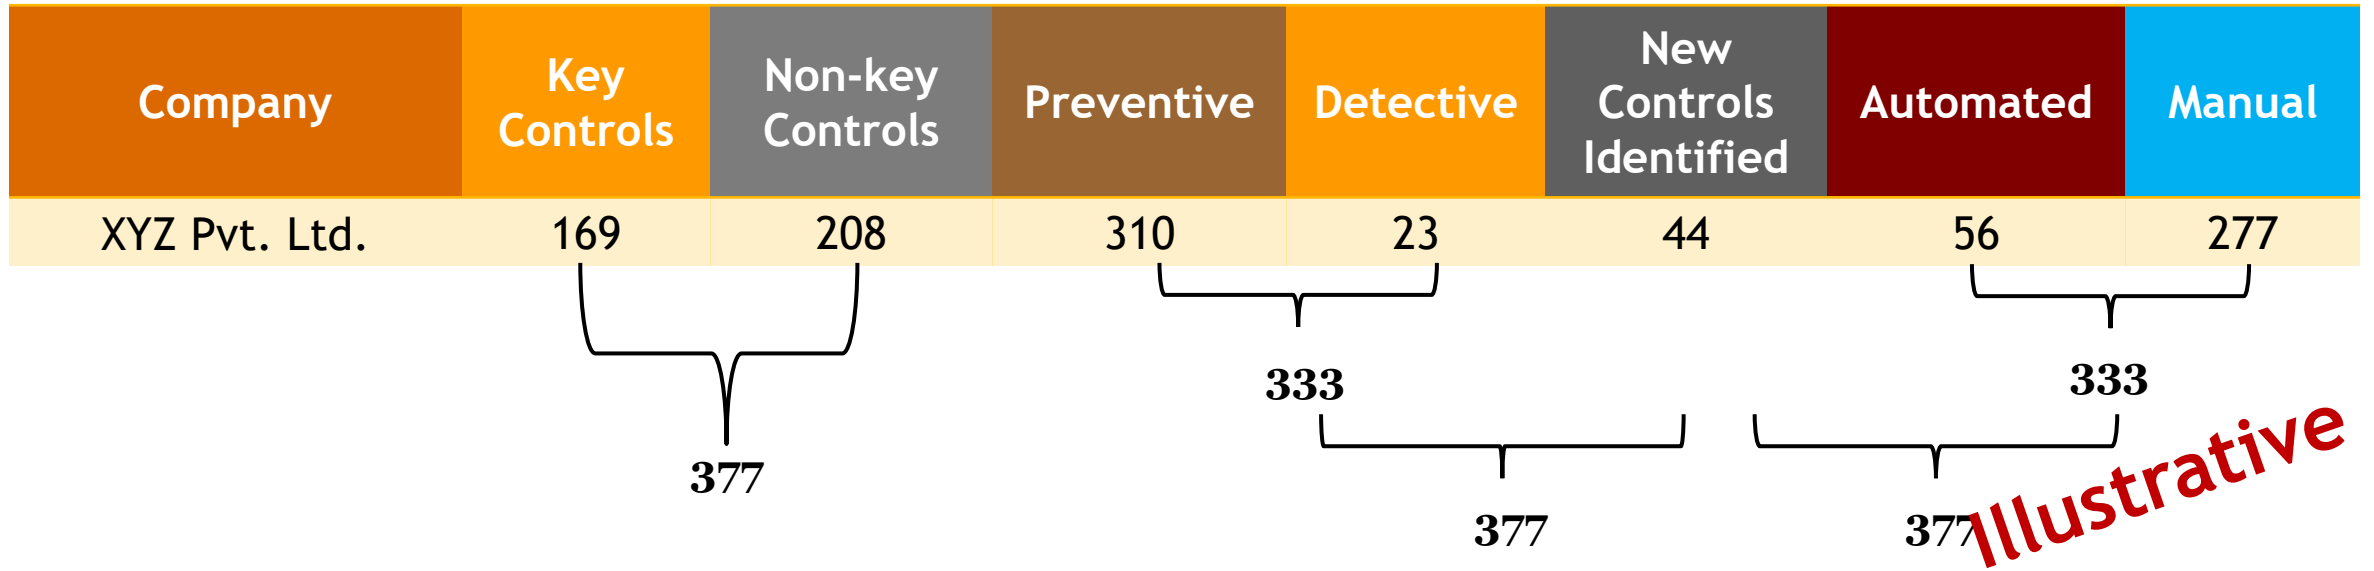 Company
Key
Controls
Non-key
Controls
Preventive
Detective
New
Controls
Identified
Automated
Manual
XYZ Pvt. Ltd.
169
208
310
23
44
56
277
333
333
377
377
377
Illustrative